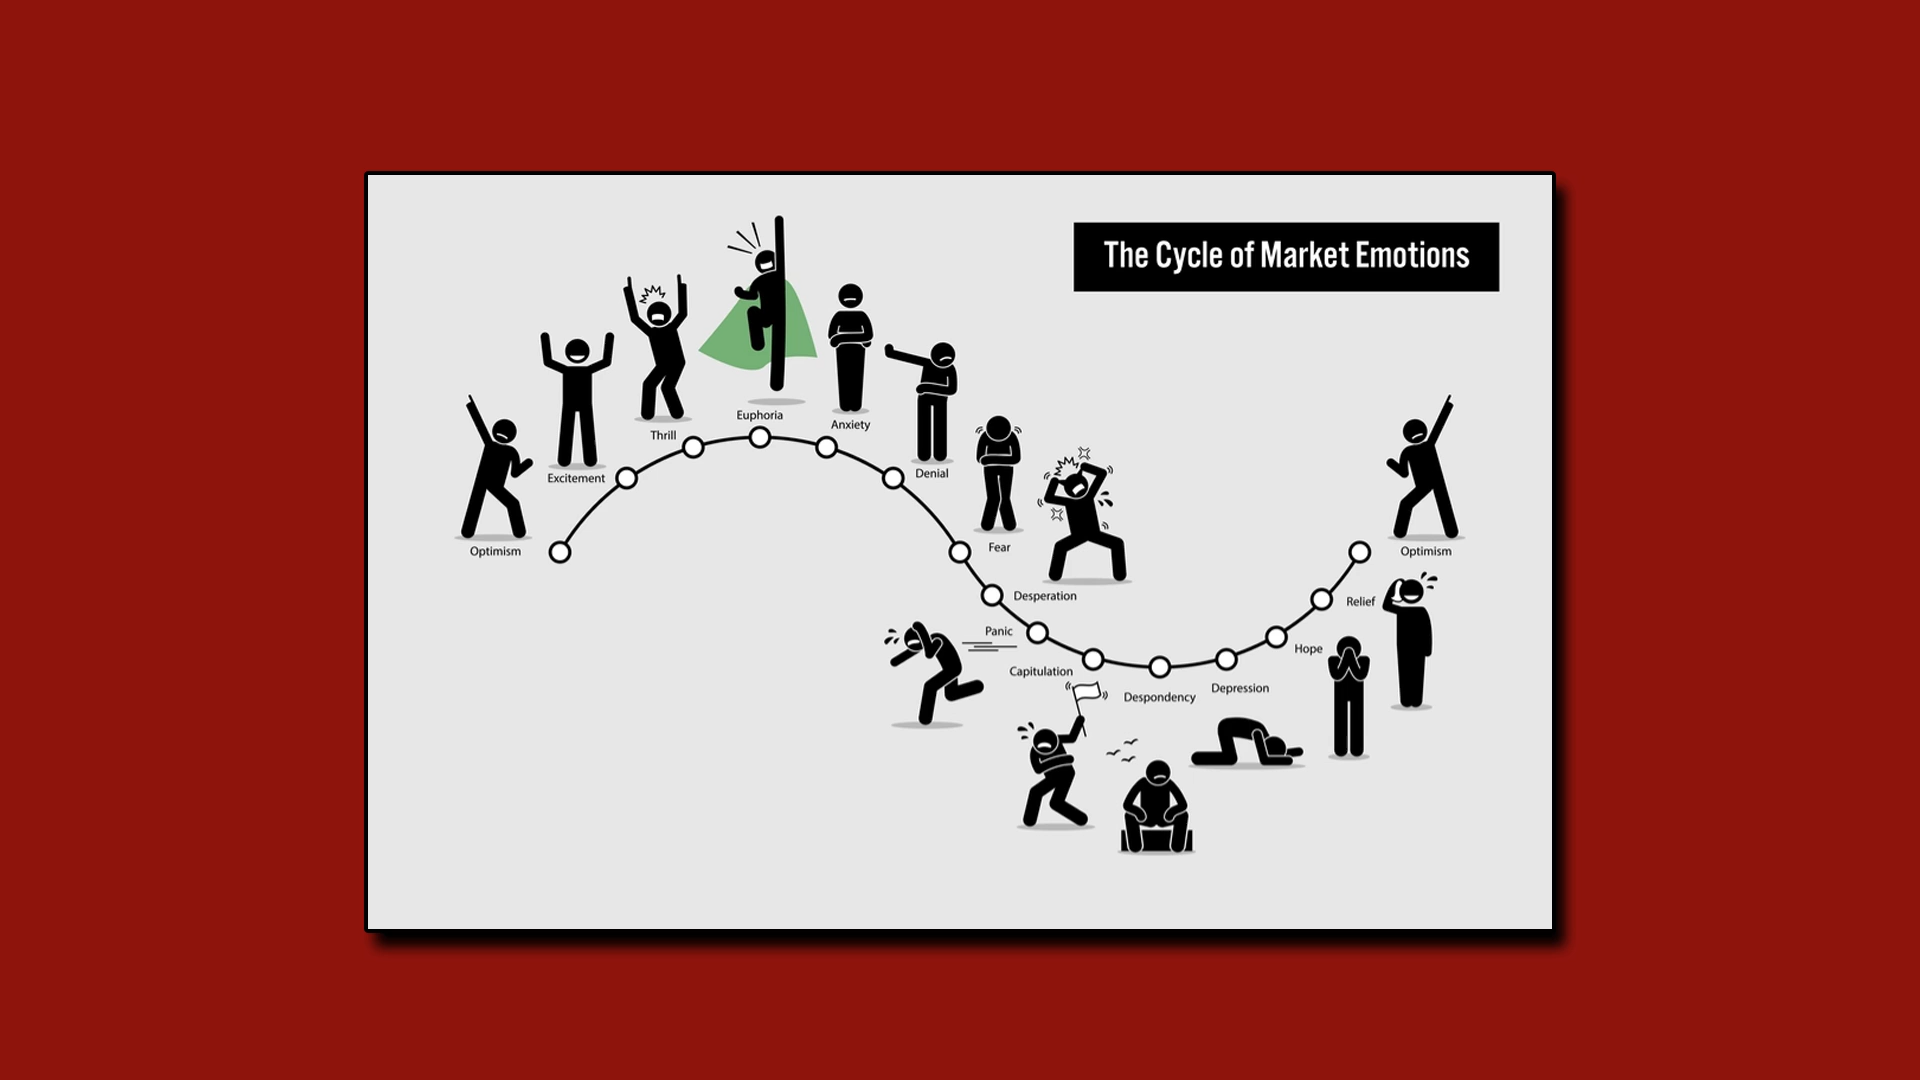 The Cycle of Market Emotions
Optimism
Excitement
Thrill
Euphoria
Anxiety
Denial
Fear
Desperation
Panic
Capitulation
Despondency
Depression
Hope
Relief
Optimism